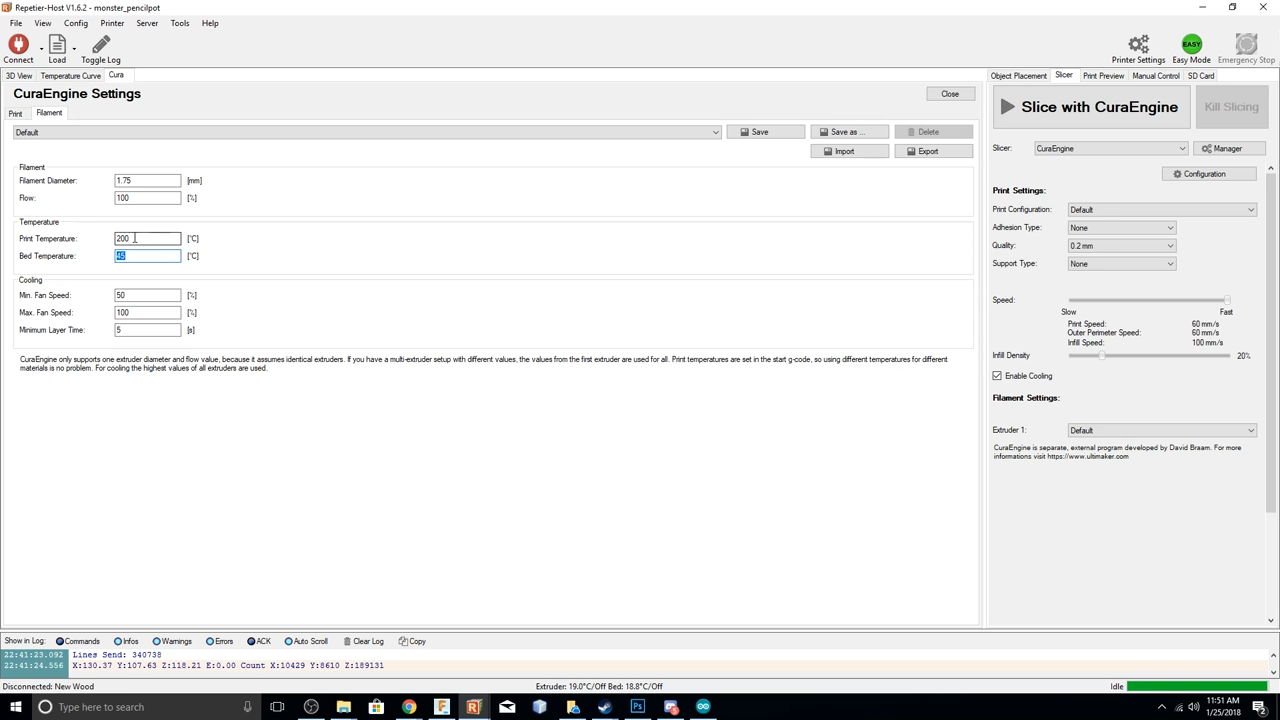 Repetier-Host V1.6.2 - monster_pencilpot
File View Config Printer Server Tools Help
Connect Load Toggle Log Printer Settings EASY Easy Mode Emergency Stop
3D View Temperature Curve Cura
CuraEngine Settings Close
Print Filament
Default Save Save as ... Delete
Import Export
Filament
Filament Diameter: 1.75 [mm]
Flow: 100 [%]
Temperature
Print Temperature: 200 [°C]
Bed Temperature: 45 [°C]
Cooling
Min. Fan Speed: 50 [%]
Max. Fan Speed: 100 [%]
Minimum Layer Time: 5 [s]
CuraEngine only supports one extruder diameter and flow value, because it assumes identical extruders. If you have a multi-extruder setup with different values, the values from the first extruder are used for all. Print temperatures are set in the start g-code, so using different temperatures for different
materials is no problem. For cooling the highest values of all extruders are used.
Object Placement Slicer Print Preview Manual Control SD Card
Slice with CuraEngine Kill Slicing
Slicer: CuraEngine Manager
Configuration
Print Settings:
Print Configuration: Default
Adhesion Type: None
Quality: 0.2 mm
Support Type: None
Speed:
Slow Fast
Print Speed: 60 mm/s
Outer Perimeter Speed: 60 mm/s
Infill Speed: 100 mm/s
Infill Density 20%
Enable Cooling
Filament Settings:
Extruder 1: Default
CuraEngine is separate, external program developed by David Braam. For more
informations visit https://www.ultimaker.com
Show in Log: Commands Infos Warnings Errors ACK Auto Scroll Clear Log Copy
22:41:23.092 Lines Send: 340738
22:41:24.556 X:130.37 Y:107.63 Z:118.21 E:0.00 Count X:10429 Y:8610 Z:189131
Disconnected: New Wood Extruder: 19.0°C/Off Bed: 18.8°C/Off Idle
Type here to search
11:51 AM
1/25/2018
2